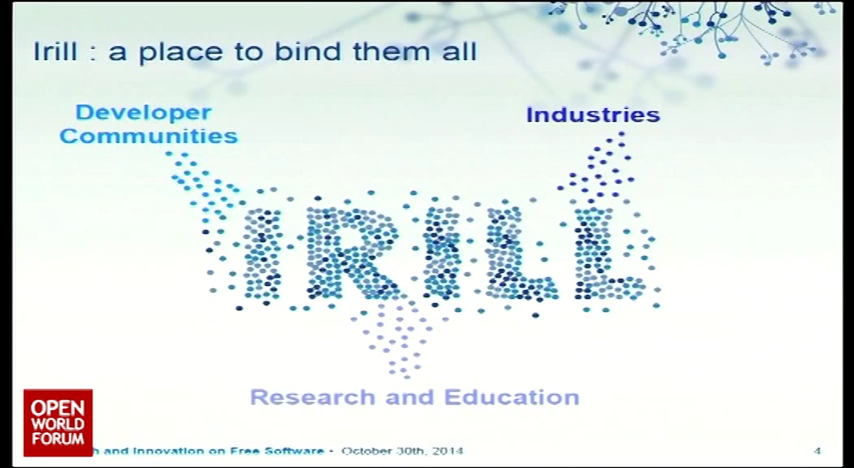 Irill : a place to bind them all
Developer
Communities
Industries
IRILL
Research and Education
OPEN
WORLD
FORUM
h and Innovation on Free Software - October 30th, 2014
4